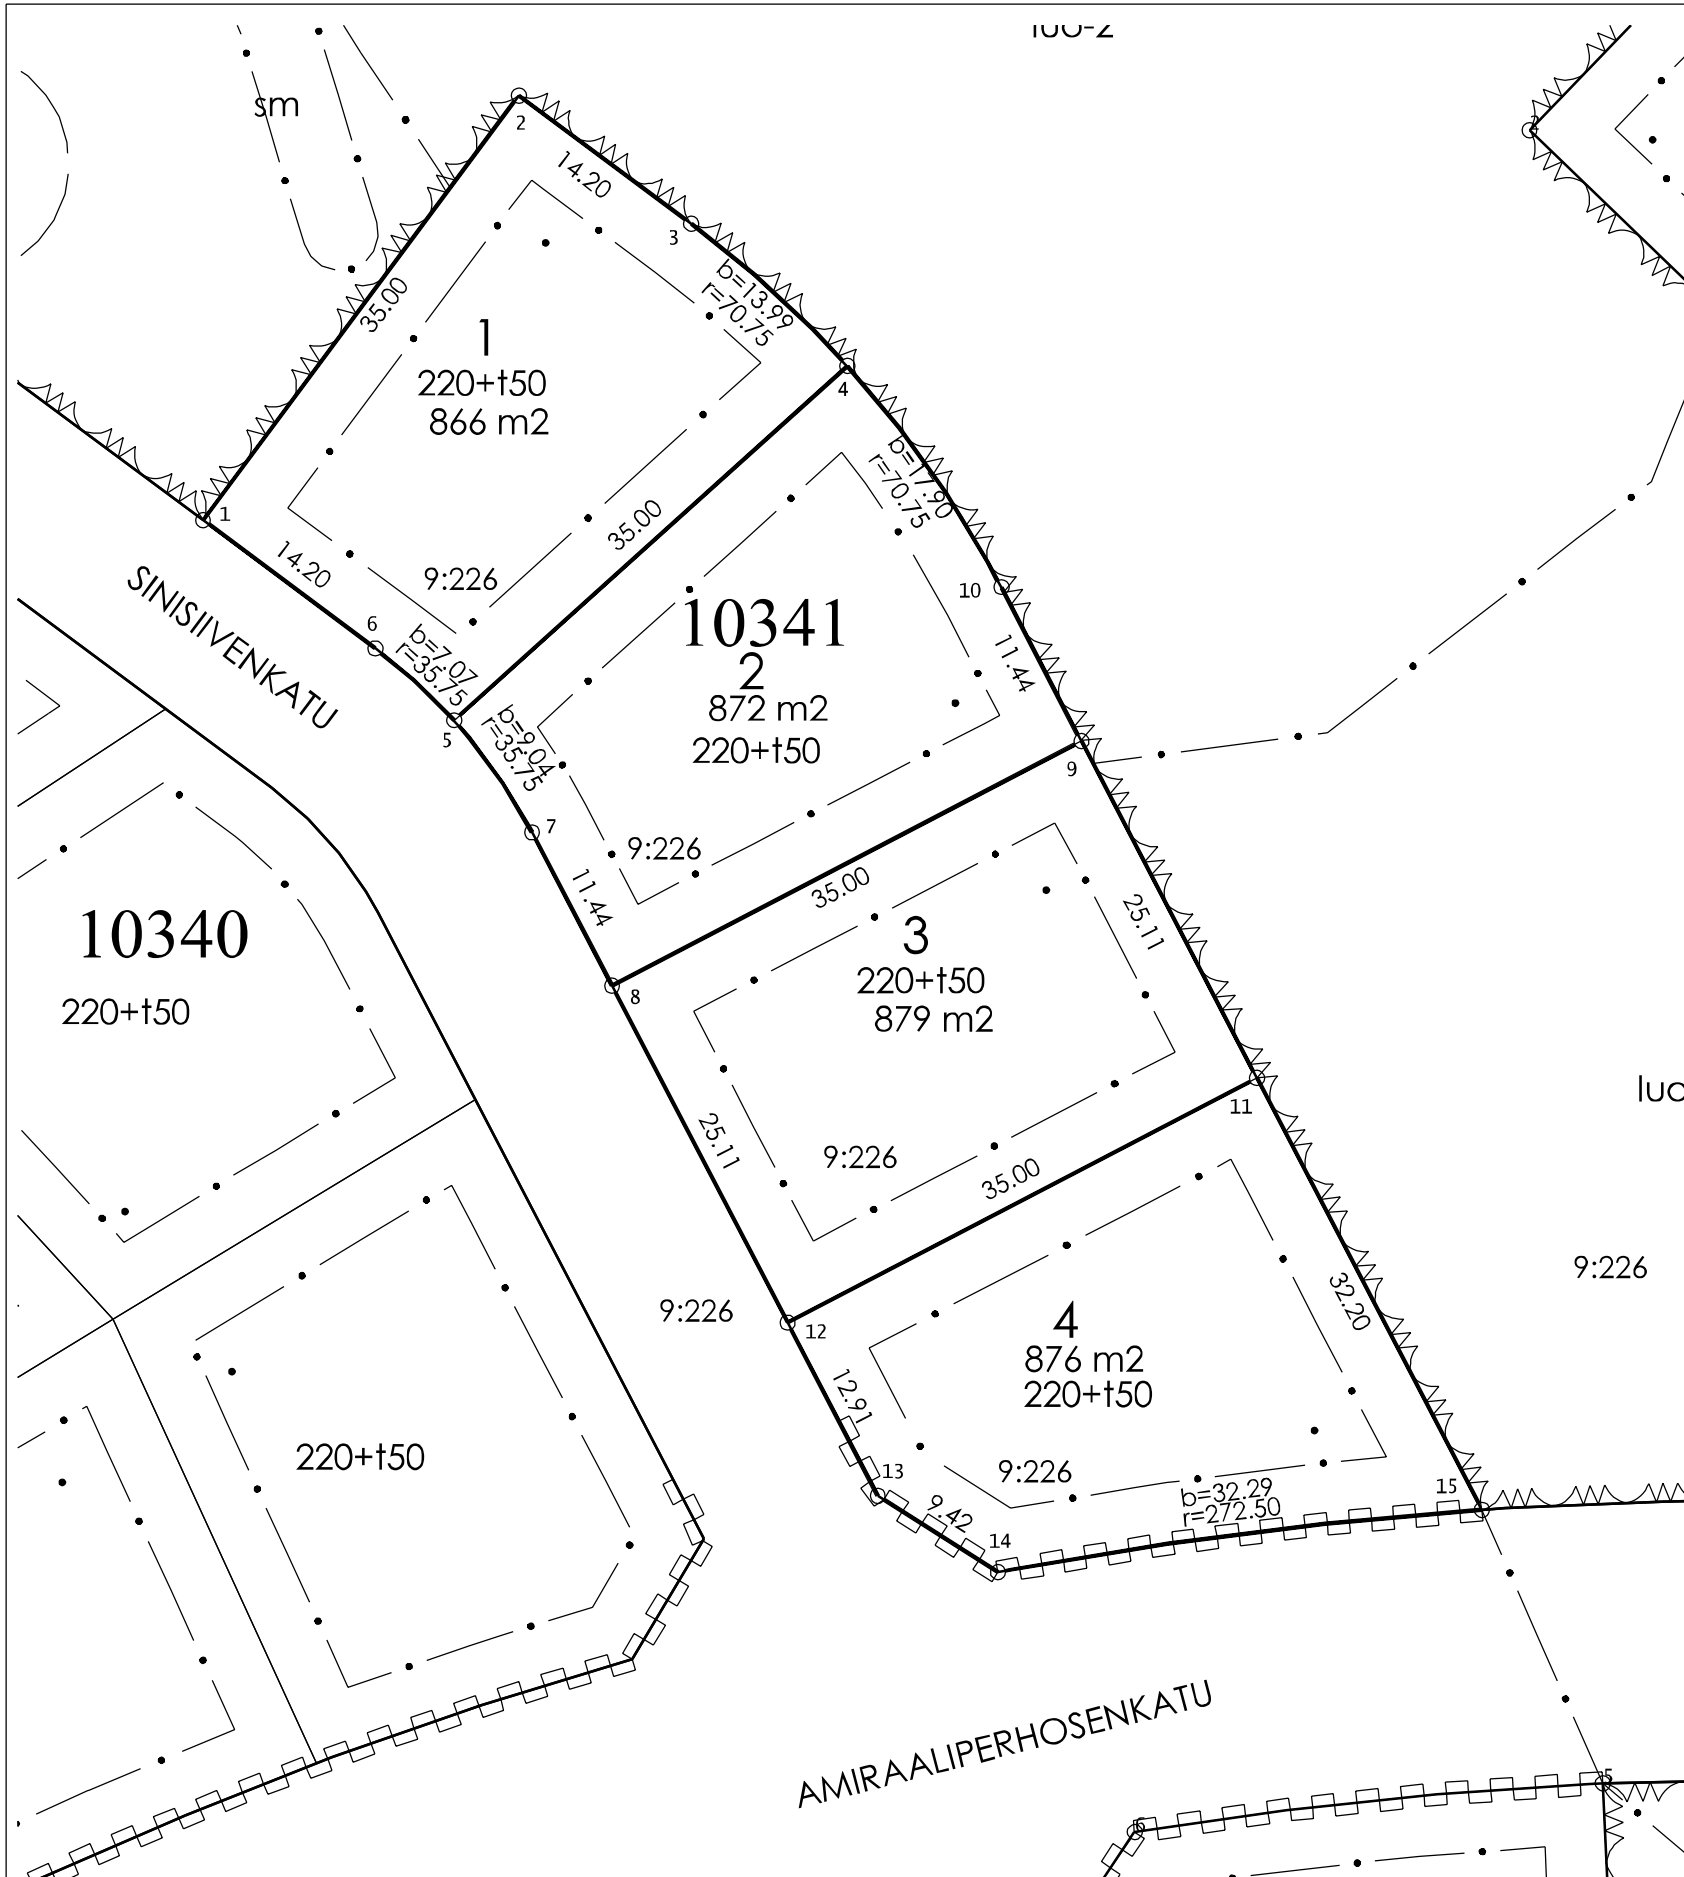 sm
2
14.20
3
b=13.99
r=70.75
35.00
1
220+t50
866 m2
4
1
14.20
35.00
b=17.90
r=70.75
9:226
SINISIIVENKATU
6
b=7.07
r=35.75
10
10341
2
872 m2
220+t50
11.44
5
b=9.04
r=35.75
9
7
9:226
35.00
11.44
10340
220+t50
3
220+t50
879 m2
25.11
8
25.11
9:226
11
35.00
9:226
9:226
12
4
876 m2
220+t50
32.20
12.91
220+t50
13
9:226
15
b=32.29
r=272.50
9.42
14
AMIRAALIPERHOSENKATU
5
6